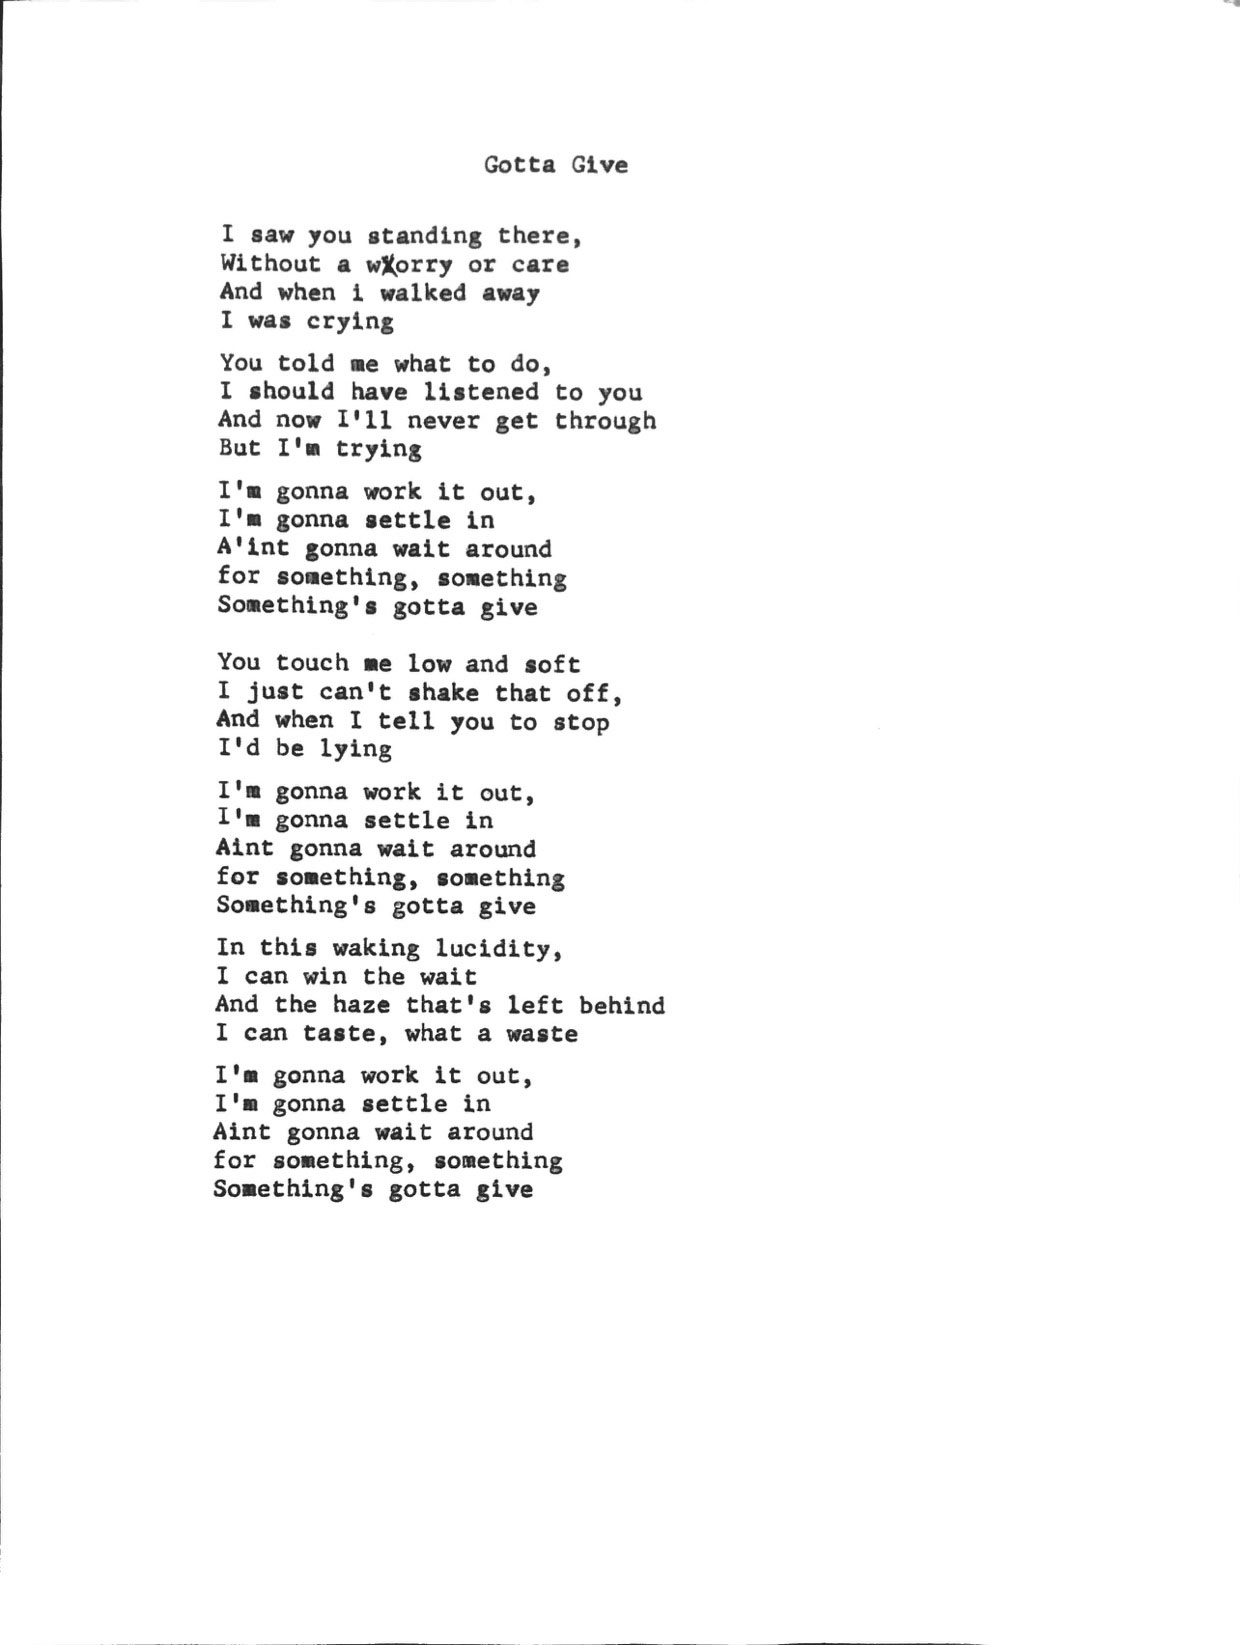 Gotta Give
I saw you standing there,
Without a worry or care
And when i walked away
I was crying
You told me what to do,
I should have listened to you
And now I'll never get through
But I'm trying
I'm gonna work it out,
I'm gonna settle in
A'int gonna wait around
for something, something
Something's gotta give
You touch me low and soft
I just can't shake that off,
And when I tell you to stop
I'd be lying
I'm gonna work it out,
I'm gonna settle in
Aint gonna wait around
for something, something
Something's gotta give
In this waking lucidity,
I can win the wait
And the haze that's left behind
I can taste, what a waste
I'm gonna work it out,
I'm gonna settle in
Aint gonna wait around
for something, something
Something's gotta give